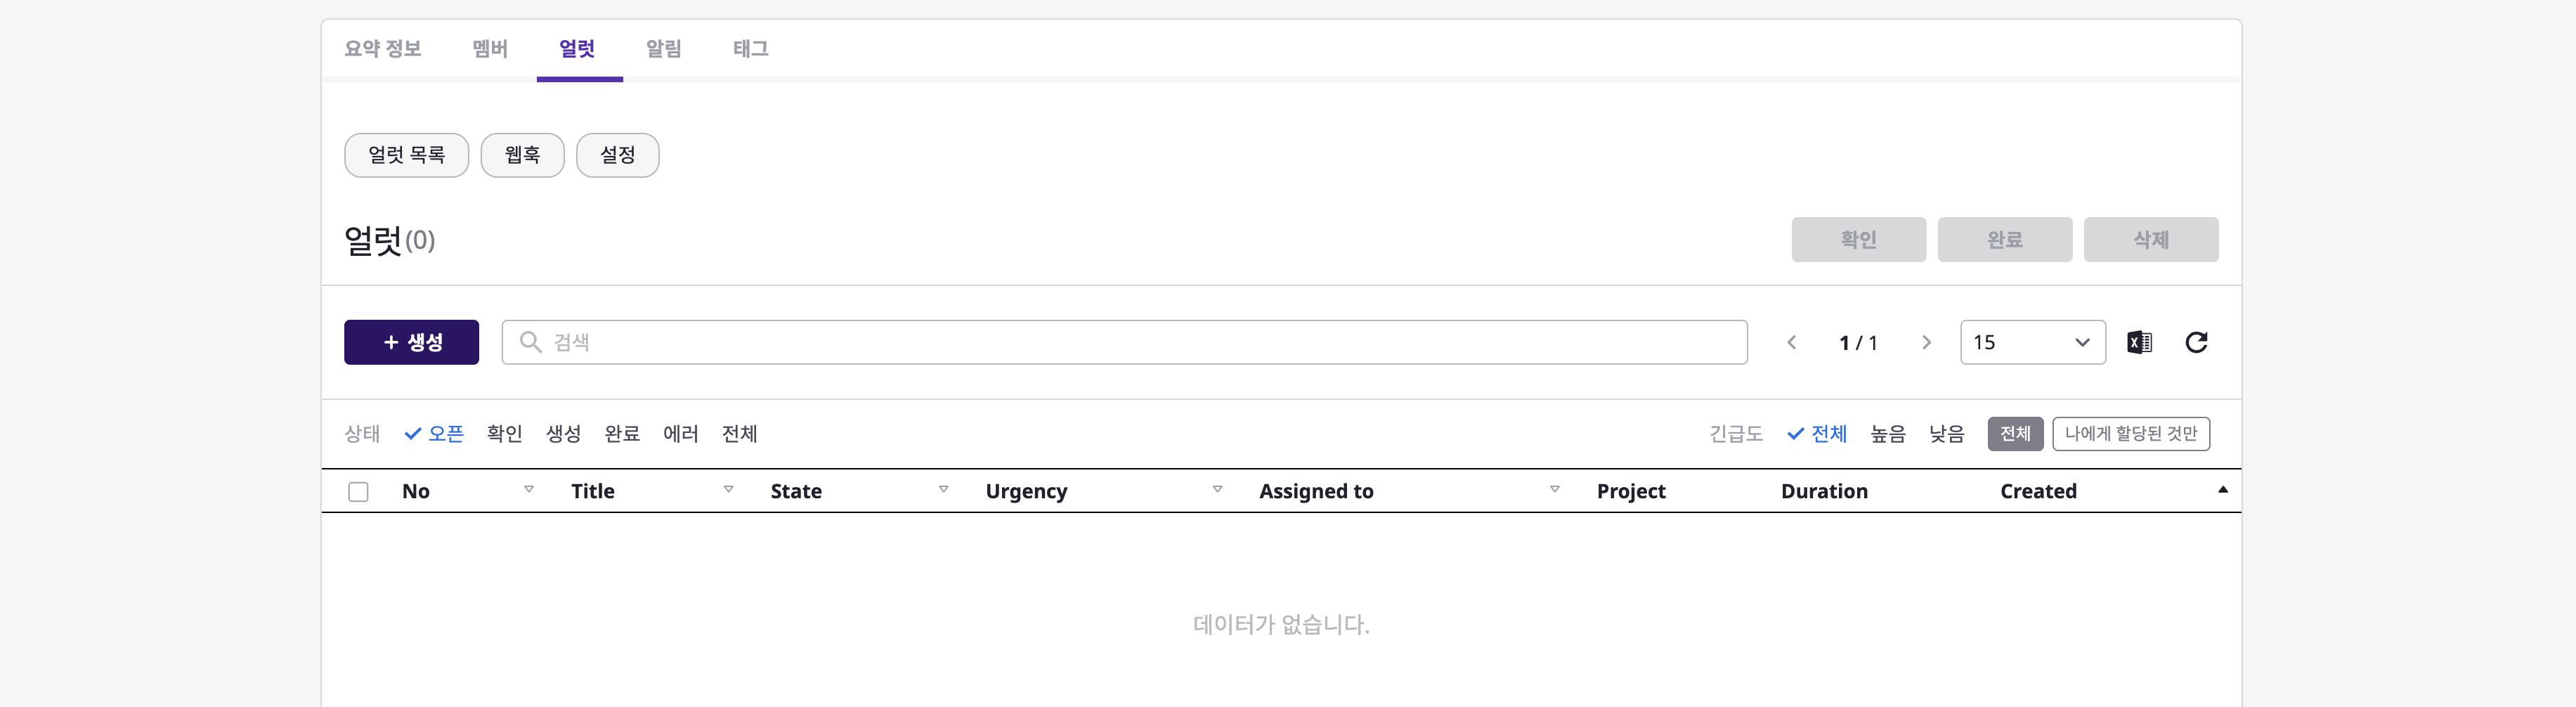 요약 정보 멤버 얼럿 알림 태그
얼럿 목록 웹훅 설정
얼럿 (0) 확인 완료 삭제
+ 생성 검색 1 / 1 15
상태 오픈 확인 생성 완료 에러 전체 긴급도 전체 높음 낮음 전체 나에게 할당된 것만
No Title State Urgency Assigned to Project Duration Created
데이터가 없습니다.